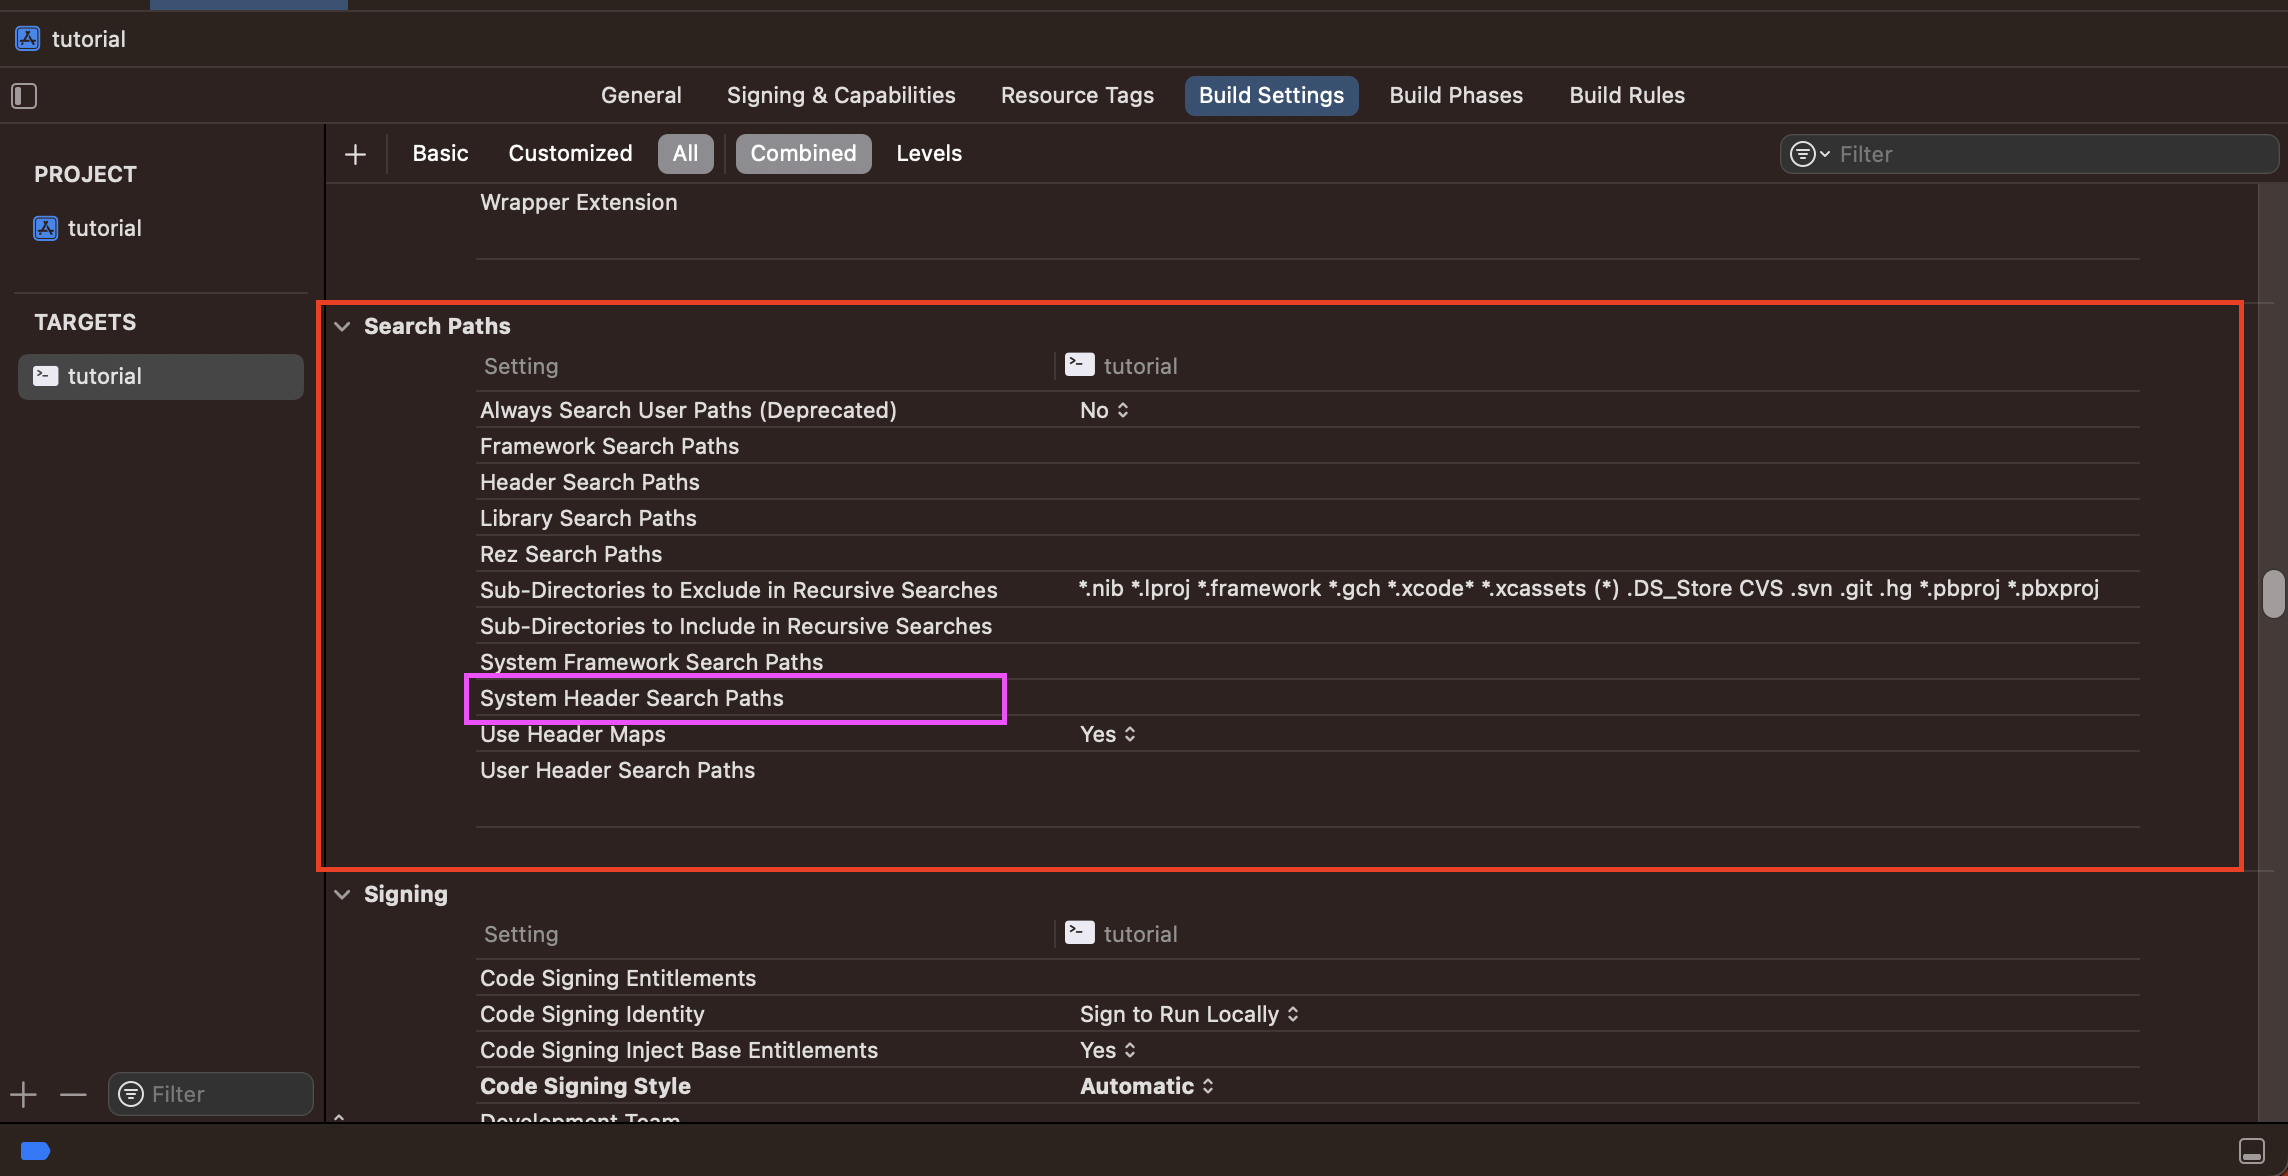 tutorial
General Signing & Capabilities Resource Tags Build Settings Build Phases Build Rules
Basic Customized All Combined Levels Filter
PROJECT
tutorial
TARGETS
tutorial
Filter
Wrapper Extension
Search Paths
Setting tutorial
Always Search User Paths (Deprecated) No
Framework Search Paths
Header Search Paths
Library Search Paths
Rez Search Paths
Sub-Directories to Exclude in Recursive Searches *.nib *.lproj *.framework *.gch *.xcode* *.xcassets (*) .DS_Store CVS .svn .git .hg *.pbproj *.pbxproj
Sub-Directories to Include in Recursive Searches
System Framework Search Paths
System Header Search Paths
Use Header Maps Yes
User Header Search Paths
Signing
Setting tutorial
Code Signing Entitlements
Code Signing Identity Sign to Run Locally
Code Signing Inject Base Entitlements Yes
Code Signing Style Automatic
Development Team